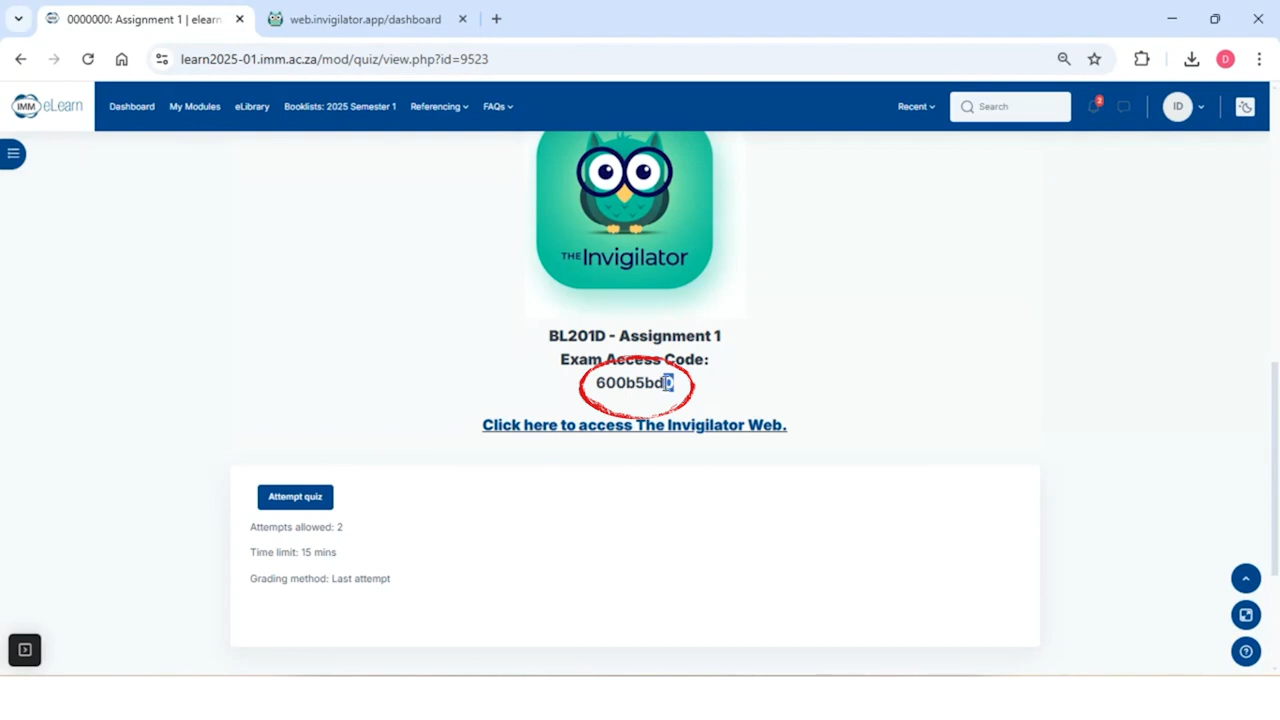 0000000: Assignment 1 | elearn
web.invigilator.app/dashboard
learn2025-01.imm.ac.za/mod/quiz/view.php?id=9523
D
IMM eLearn
Dashboard
My Modules
eLibrary
Booklists: 2025 Semester 1
Referencing
FAQs
Recent
Search
2
ID
THE Invigilator
BL201D - Assignment 1
Exam Access Code:
600b5bd0
Click here to access The Invigilator Web.
Attempt quiz
Attempts allowed: 2
Time limit: 15 mins
Grading method: Last attempt